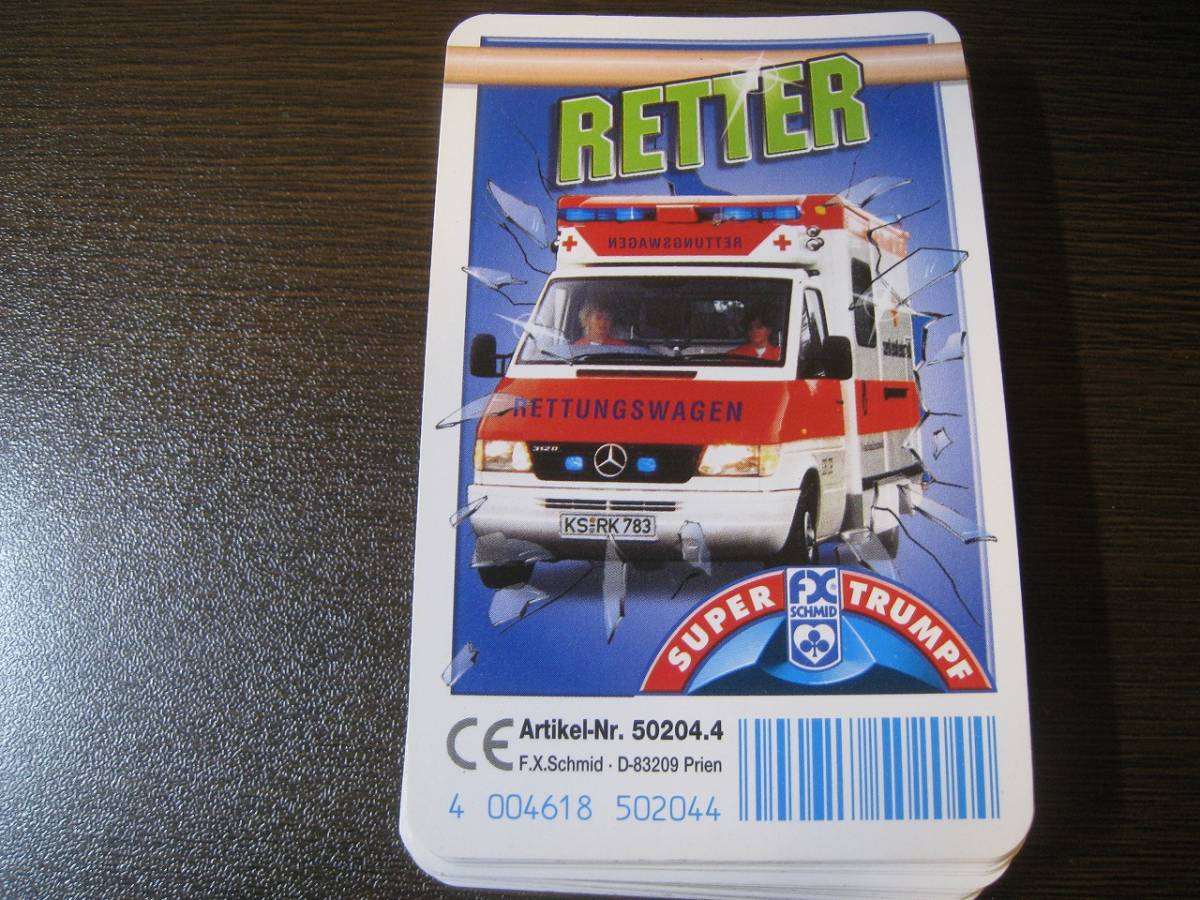 RETTER
RETTUNGSWAGEN
RETTUNGSWAGEN
312D
KS RK 783
SUPER TRUMPF
FX®
SCHMID
CE Artikel-Nr. 50204.4
F.X.Schmid · D-83209 Prien
4 004618 502044